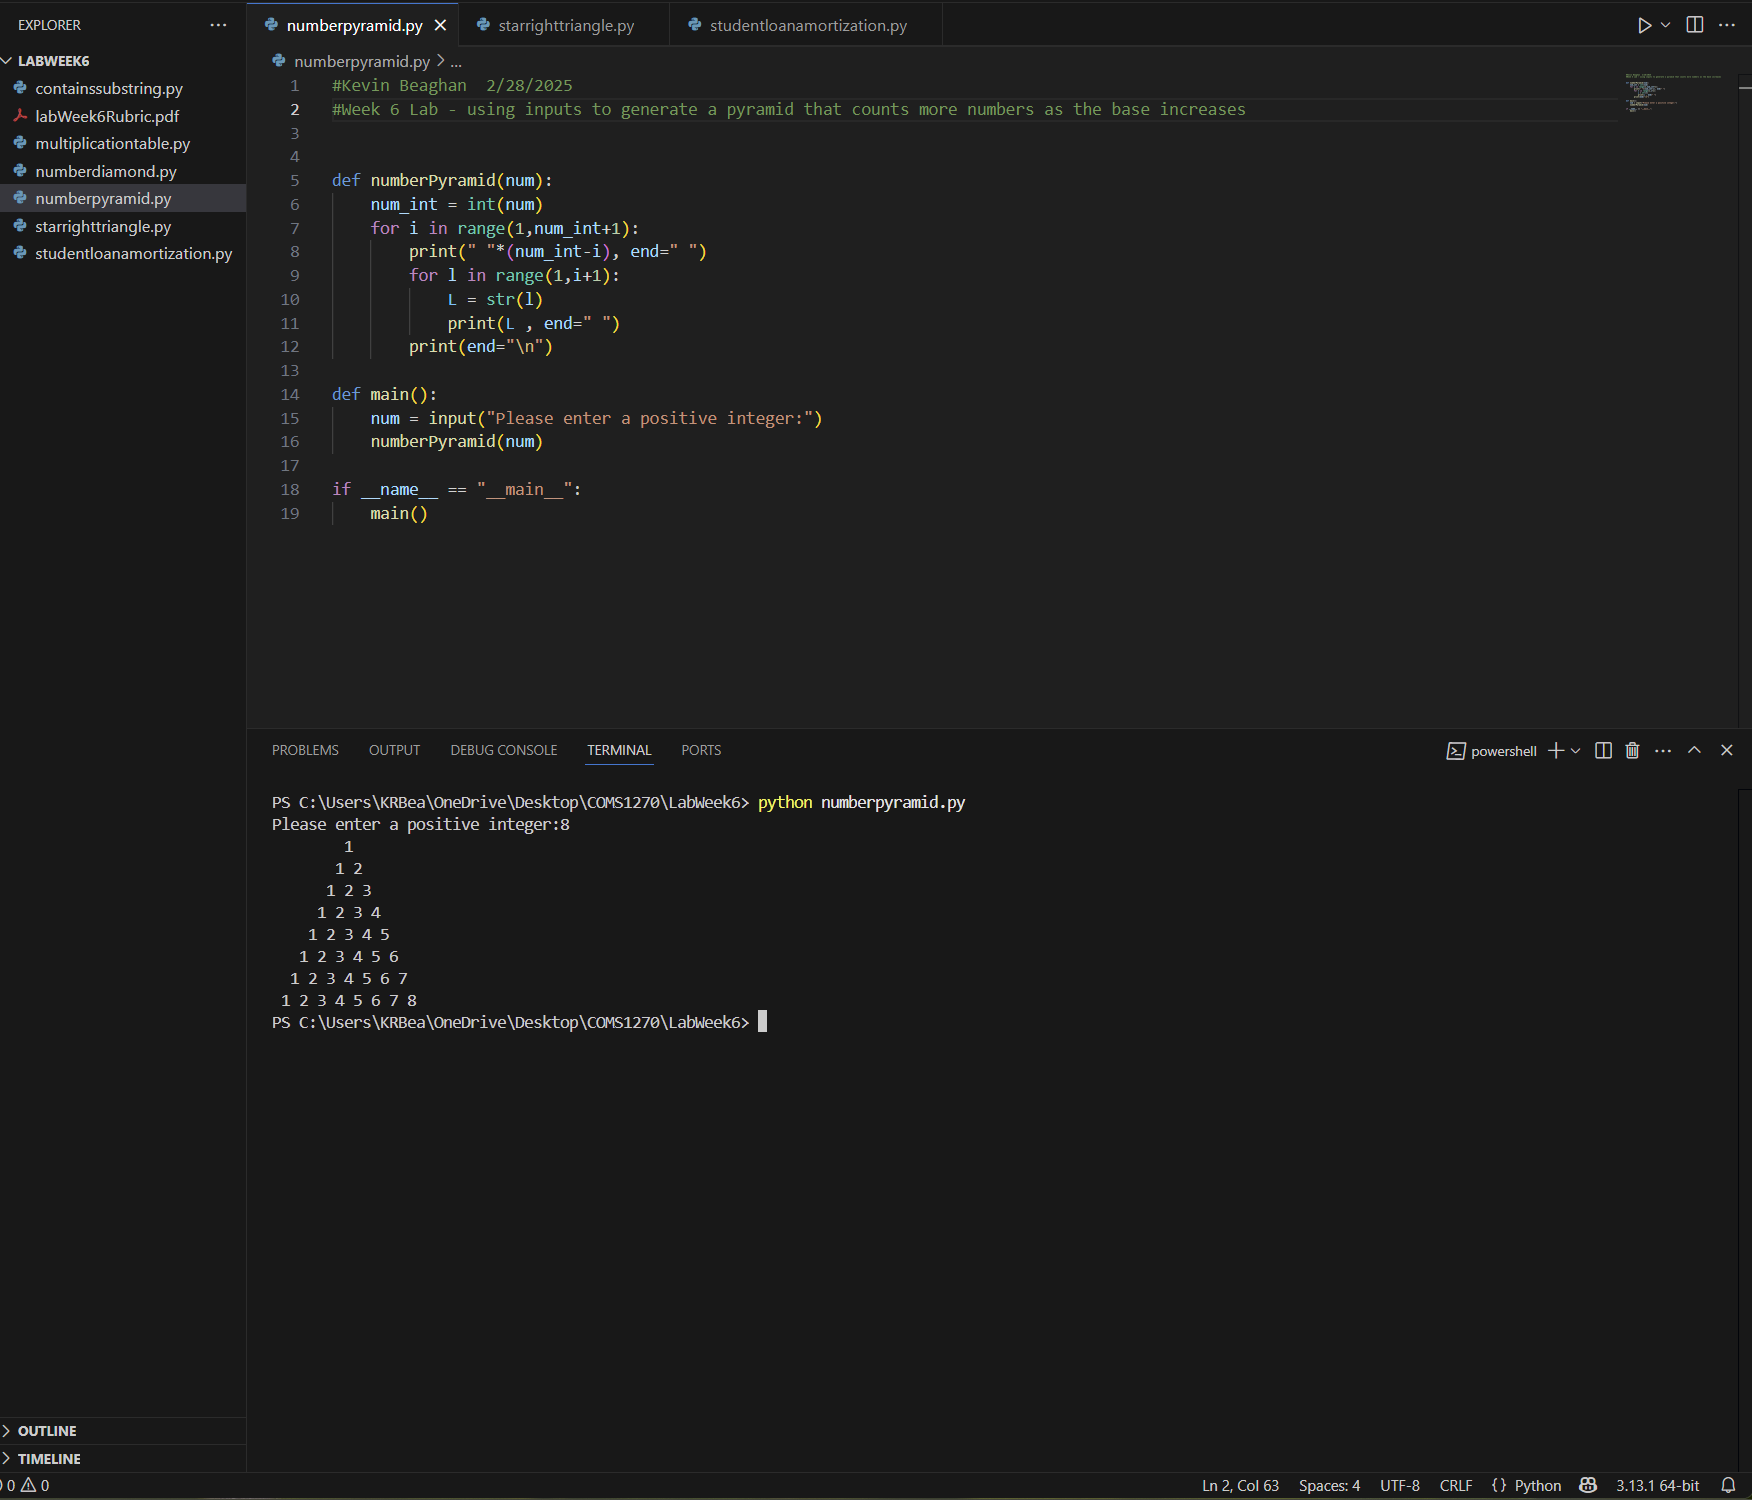 EXPLORER
LABWEEK6
containssubstring.py
labWeek6Rubric.pdf
multiplicationtable.py
numberdiamond.py
numberpyramid.py
starrighttriangle.py
studentloanamortization.py
OUTLINE
TIMELINE
numberpyramid.py starrighttriangle.py studentloanamortization.py
numberpyramid.py > ...
1 #Kevin Beaghan  2/28/2025
2 #Week 6 Lab - using inputs to generate a pyramid that counts more numbers as the base increases
3
4
5 def numberPyramid(num):
6     num_int = int(num)
7     for i in range(1,num_int+1):
8         print(" "*(num_int-i), end=" ")
9         for l in range(1,i+1):
10             L = str(l)
11             print(L , end=" ")
12         print(end="\n")
13
14 def main():
15     num = input("Please enter a positive integer:")
16     numberPyramid(num)
17
18 if __name__ == "__main__":
19     main()
PROBLEMS OUTPUT DEBUG CONSOLE TERMINAL PORTS powershell
PS C:\Users\KRBea\OneDrive\Desktop\COMS1270\LabWeek6> python numberpyramid.py
Please enter a positive integer:8
        1
       1 2
      1 2 3
     1 2 3 4
    1 2 3 4 5
   1 2 3 4 5 6
  1 2 3 4 5 6 7
 1 2 3 4 5 6 7 8
PS C:\Users\KRBea\OneDrive\Desktop\COMS1270\LabWeek6>
0 0 Ln 2, Col 63 Spaces: 4 UTF-8 CRLF {} Python 3.13.1 64-bit